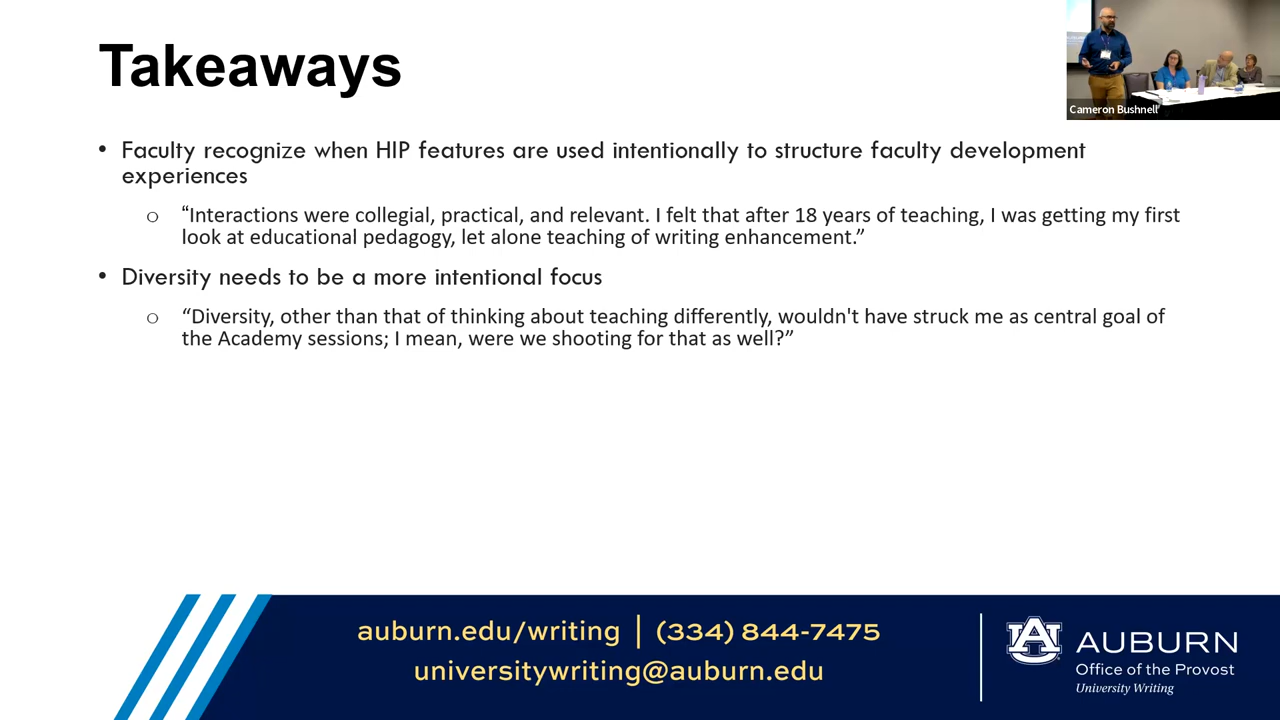 Takeaways
Cameron Bushnell
• Faculty recognize when HIP features are used intentionally to structure faculty development
experiences
o “Interactions were collegial, practical, and relevant. I felt that after 18 years of teaching, I was getting my first
look at educational pedagogy, let alone teaching of writing enhancement.”
• Diversity needs to be a more intentional focus
o “Diversity, other than that of thinking about teaching differently, wouldn't have struck me as central goal of
the Academy sessions; I mean, were we shooting for that as well?”
auburn.edu/writing | (334) 844-7475
universitywriting@auburn.edu
AU
AUBURN
Office of the Provost
University Writing